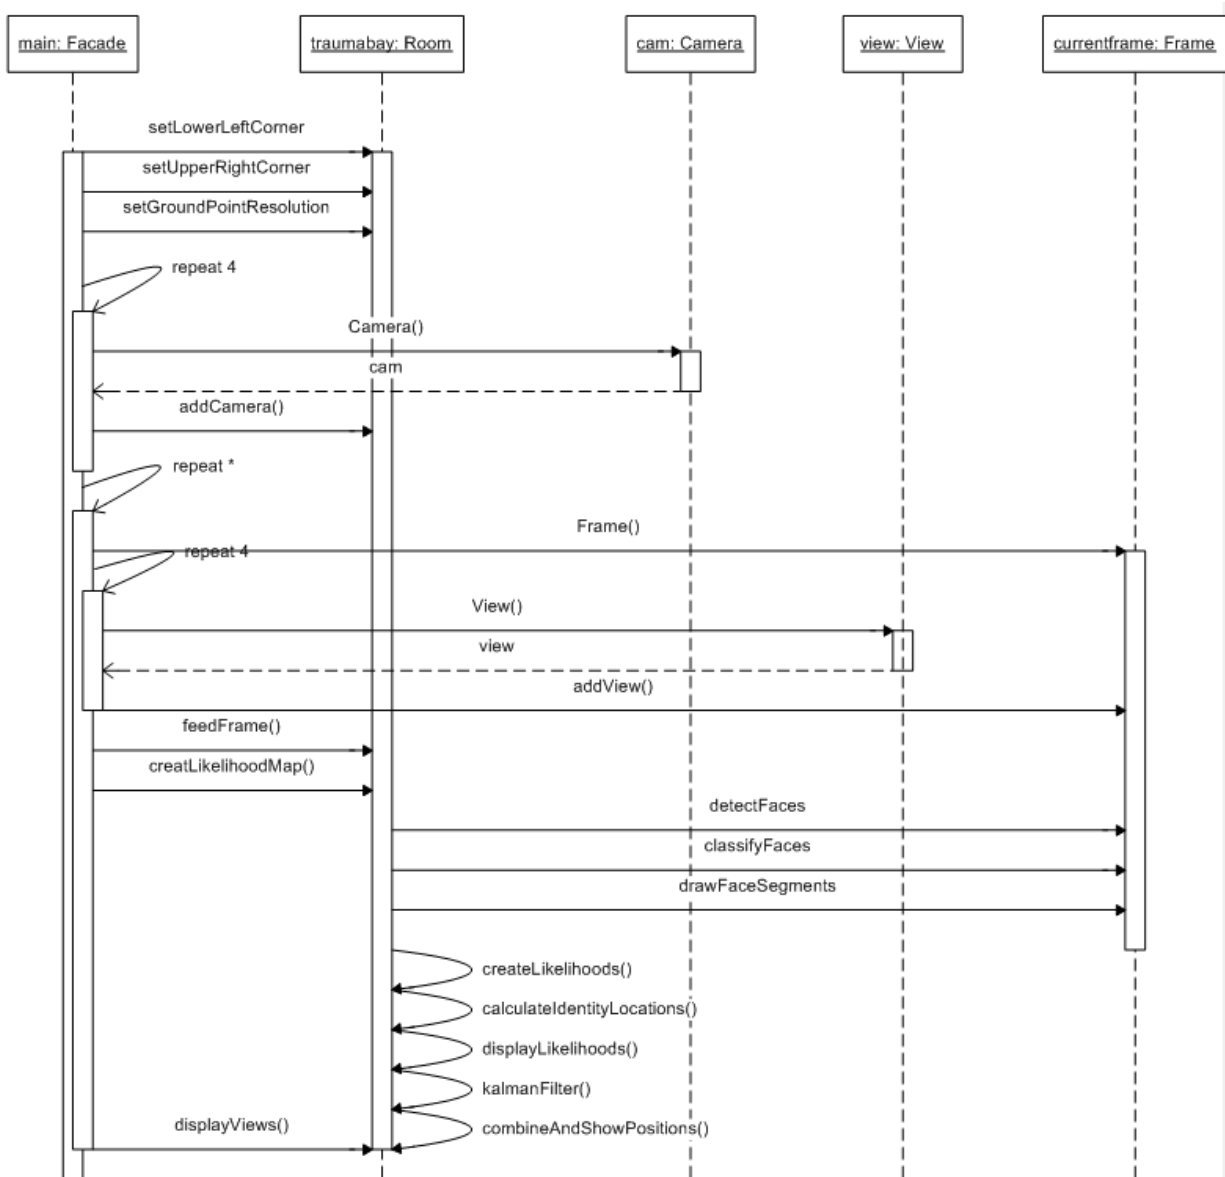 main: Facade
traumabay: Room
cam: Camera
view: View
currentframe: Frame
setLowerLeftCorner
setUpperRightCorner
setGroundPointResolution
repeat 4
Camera()
cam
addCamera()
repeat *
Frame()
repeat 4
View()
view
addView()
feedFrame()
creatLikelihoodMap()
detectFaces
classifyFaces
drawFaceSegments
createLikelihoods()
calculateIdentityLocations()
displayLikelihoods()
kalmanFilter()
displayViews()
combineAndShowPositions()